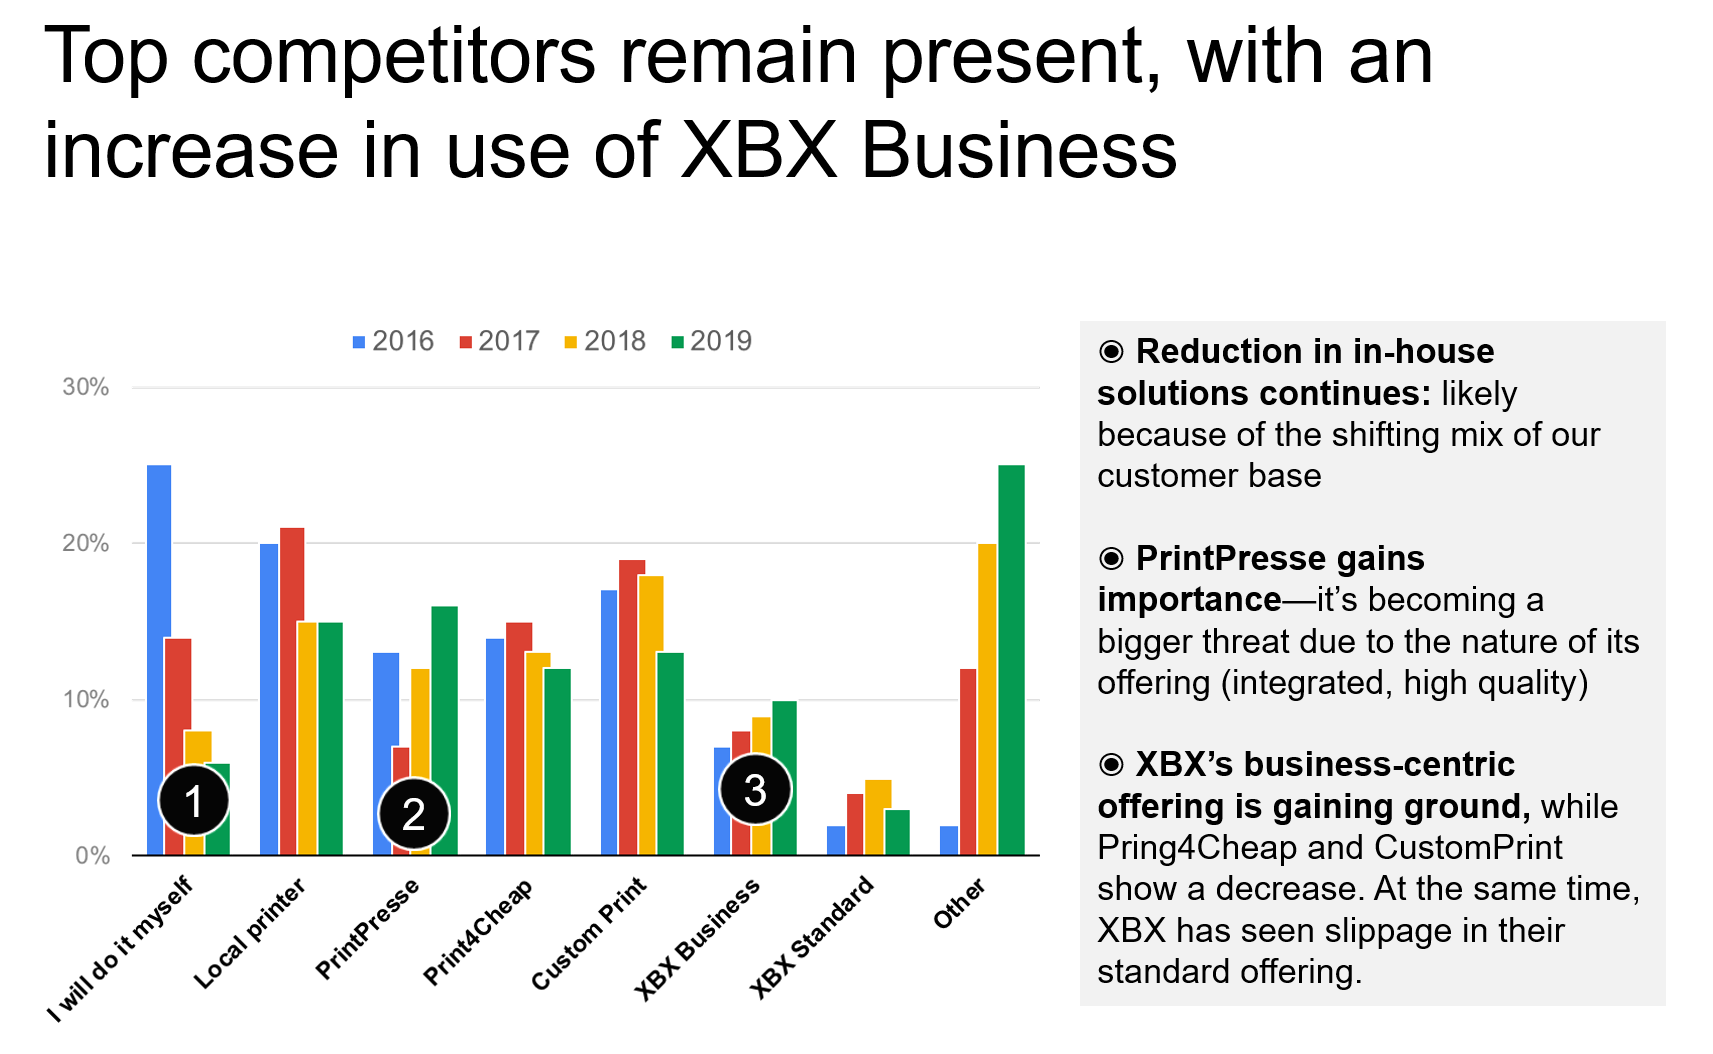 Top competitors remain present, with an
increase in use of XBX Business
2016 2017 2018 2019
30%
20%
10%
0%
1
2
3
I will do it myself
Local printer
PrintPresse
Print4Cheap
Custom Print
XBX Business
XBX Standard
Other
◉ Reduction in in-house
solutions continues: likely
because of the shifting mix of our
customer base
◉ PrintPresse gains
importance—it’s becoming a
bigger threat due to the nature of its
offering (integrated, high quality)
◉ XBX’s business-centric
offering is gaining ground, while
Pring4Cheap and CustomPrint
show a decrease. At the same time,
XBX has seen slippage in their
standard offering.